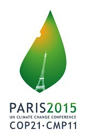 PARIS2015
UN CLIMATE CHANGE CONFERENCE
COP21·CMP11